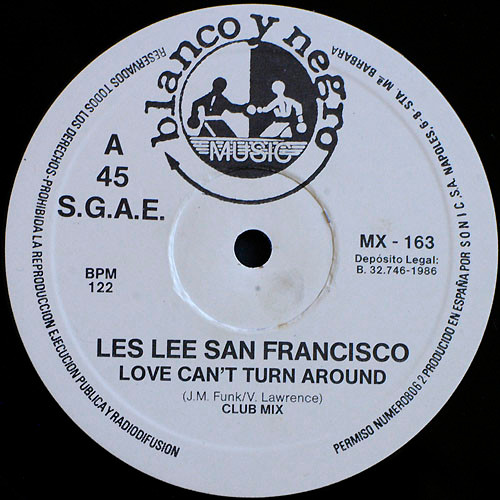 blanco y negro
MUSIC
A
45
S.G.A.E.
BPM
122
MX - 163
Depósito Legal:
B. 32.746-1986
LES LEE SAN FRANCISCO
LOVE CAN'T TURN AROUND
(J.M. Funk/V. Lawrence)
CLUB MIX
RESERVADOS TODOS LOS DERECHOS-PROHIBIDA LA REPRODUCCION EJECUCION PUBLICA Y RADIODIFUSION
PERMISO NUMERO 806 2 PRODUCIDO EN ESPAÑA POR S O N I C S.A. NAPOLES, 6-8-STA. Mª BARBARA